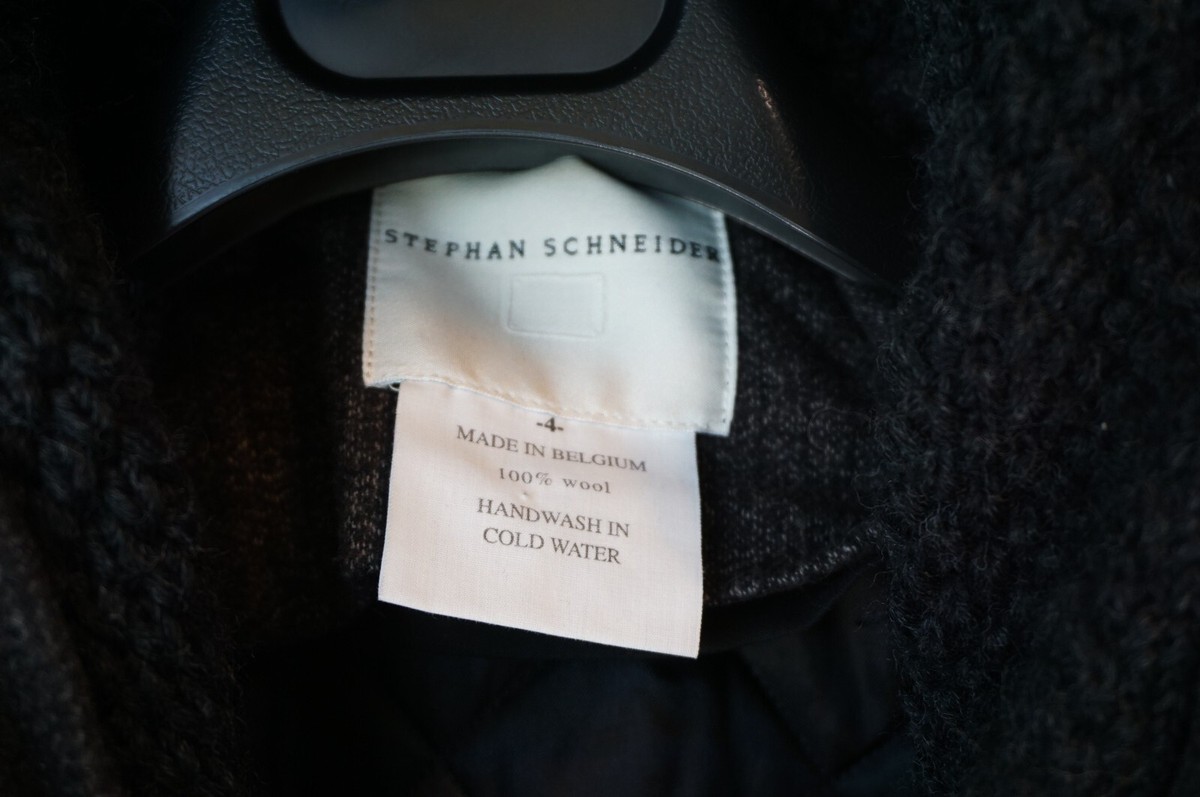 STEPHAN SCHNEIDER
-4-
MADE IN BELGIUM
100% wool
HANDWASH IN
COLD WATER